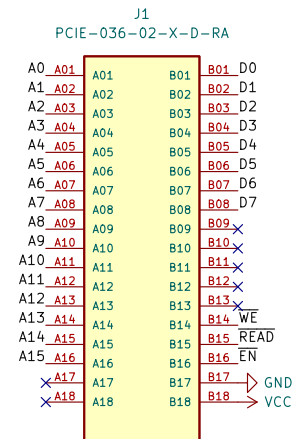 J1
PCIE-036-02-X-D-RA
A0 A01 A01 B01 B01 D0
A1 A02 A02 B02 B02 D1
A2 A03 A03 B03 B03 D2
A3 A04 A04 B04 B04 D3
A4 A05 A05 B05 B05 D4
A5 A06 A06 B06 B06 D5
A6 A07 A07 B07 B07 D6
A7 A08 A08 B08 B08 D7
A8 A09 A09 B09 B09
A9 A10 A10 B10 B10
A10 A11 A11 B11 B11
A11 A12 A12 B12 B12
A12 A13 A13 B13 B13
A13 A14 A14 B14 B14 WE
A14 A15 A15 B15 B15 READ
A15 A16 A16 B16 B16 EN
A17 A17 B17 B17 GND
A18 A18 B18 B18 VCC